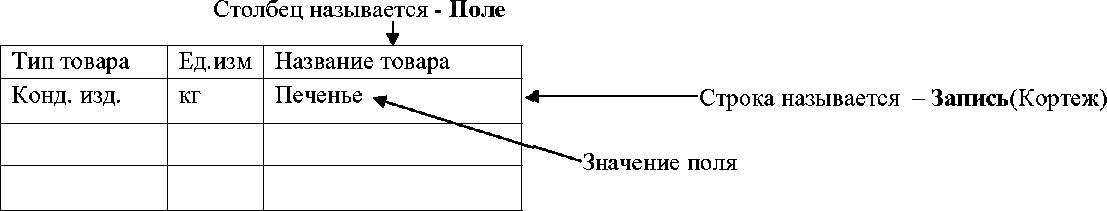 Столбец называется - Поле
Тип товара Ед.изм Название товара
Конд. изд. кг Печенье
Строка называется – Запись(Кортеж)
Значение поля